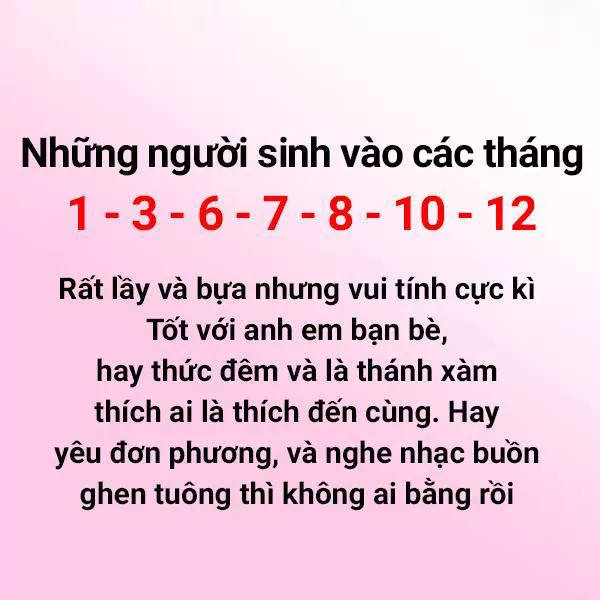 Những người sinh vào các tháng
1 - 3 - 6 - 7 - 8 - 10 - 12
Rất lầy và bựa nhưng vui tính cực kì
Tốt với anh em bạn bè,
hay thức đêm và là thánh xàm
thích ai là thích đến cùng. Hay
yêu đơn phương, và nghe nhạc buồn
ghen tuông thì không ai bằng rồi